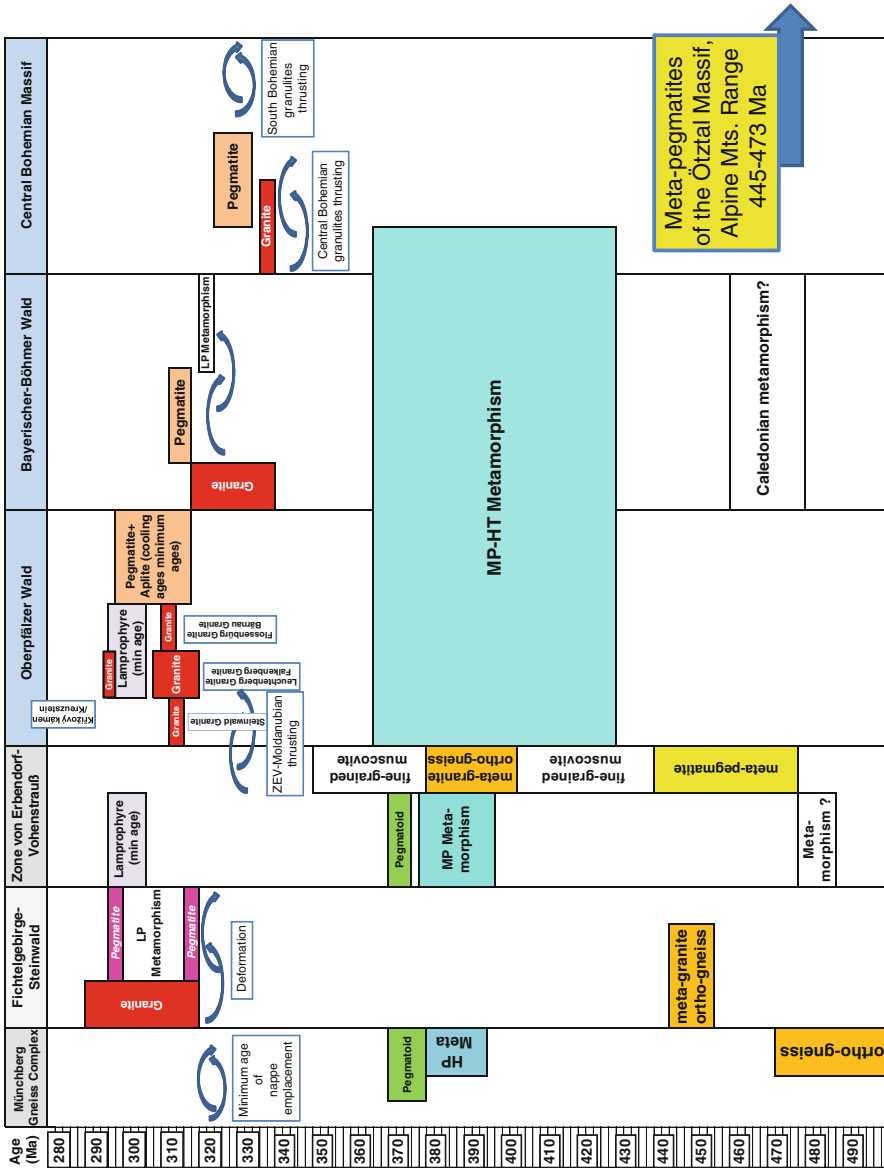 Age
(Ma)
280
290
300
310
320
330
340
350
360
370
380
390
400
410
420
430
440
450
460
470
480
490
Münchberg
Gneiss Complex
Minimum age
of
nappe
emplacement
Pegmatoid
HP
Meta
ortho-gneiss
Fichtelgebirge-
Steinwald
Granite
Pegmatite
LP
Metamorphism
Pegmatite
Deformation
meta-granite
ortho-gneiss
Zone von Erbendorf-
Vohenstrauß
Lamprophyre
(min age)
ZEV-Moldanubian
thrusting
fine-grained
muscovite
Pegmatoid
MP Meta-
morphism
meta-granite
ortho-gneiss
fine-grained
muscovite
meta-pegmatite
Meta-
morphism ?
Oberpfälzer Wald
Křížový kámen
/Kreuzstein
Granite
Lamprophyre
(min age)
Pegmatite+
Aplite (cooling
ages minimum
ages)
Granite
Steinwald Granite
Granite
Leuchtenberg Granite
Falkenberg Granite
Granite
Flossenbürg Granite
Bärnau Granite
MP-HT Metamorphism
Bayerischer-Böhmer Wald
Granite
Pegmatite
LP Metamorphism
Caledonian metamorphism?
Central Bohemian Massif
Granite
Pegmatite
Central Bohemian
granulites thrusting
South Bohemian
granulites
thrusting
Meta-pegmatites
of the Ötztal Massif,
Alpine Mts. Range
445-473 Ma